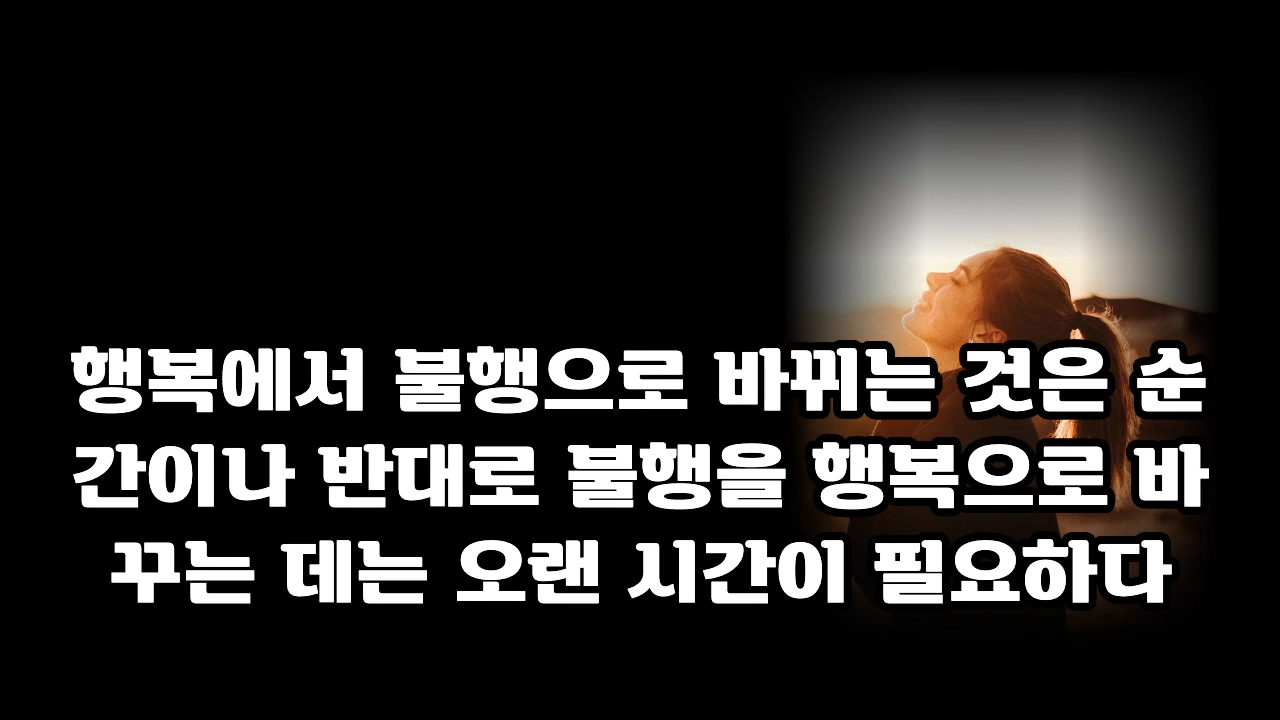 행복에서 불행으로 바뀌는 것은 순
간이나 반대로 불행을 행복으로 바
꾸는 데는 오랜 시간이 필요하다